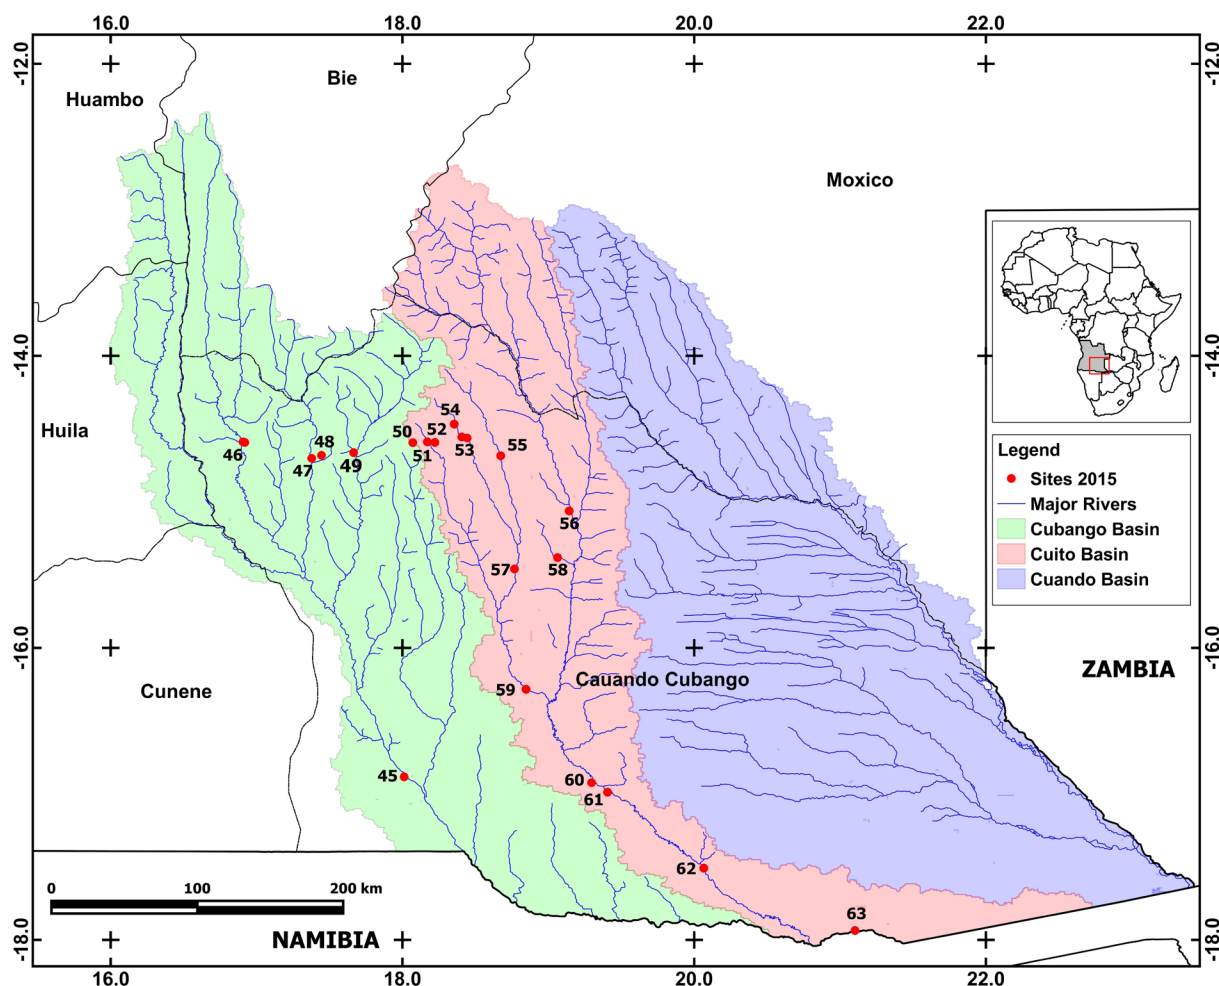 16.0 18.0 20.0 22.0
-12.0 -12.0
Bie
Huambo
Moxico
-14.0 -14.0
Huila
54
50 52
48 53 55
46 51
47 49
56
57 58
-16.0 -16.0
Cunene
59 Cauando Cubango
ZAMBIA
45 60
61
62
63
0 100 200 km
NAMIBIA
-18.0 -18.0
16.0 18.0 20.0 22.0
Legend
Sites 2015
Major Rivers
Cubango Basin
Cuito Basin
Cuando Basin